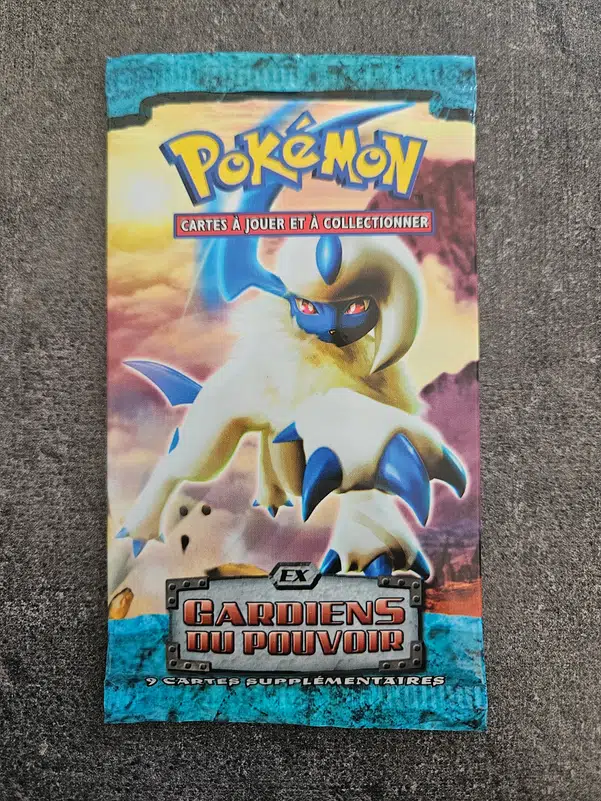 POKéMON
CARTES À JOUER ET À COLLECTIONNER
EX
GARDIENS
DU POUVOIR
9 CARTES SUPPLÉMENTAIRES